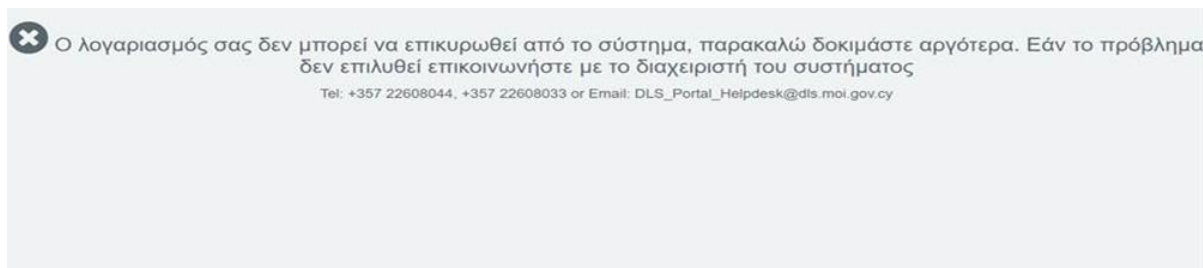 Ο λογαριασμός σας δεν μπορεί να επικυρωθεί από το σύστημα, παρακαλώ δοκιμάστε αργότερα. Εάν το πρόβλημα
δεν επιλυθεί επικοινωνήστε με το διαχειριστή του συστήματος
Tel: +357 22608044, +357 22608033 or Email: DLS_Portal_Helpdesk@dls.moi.gov.cy